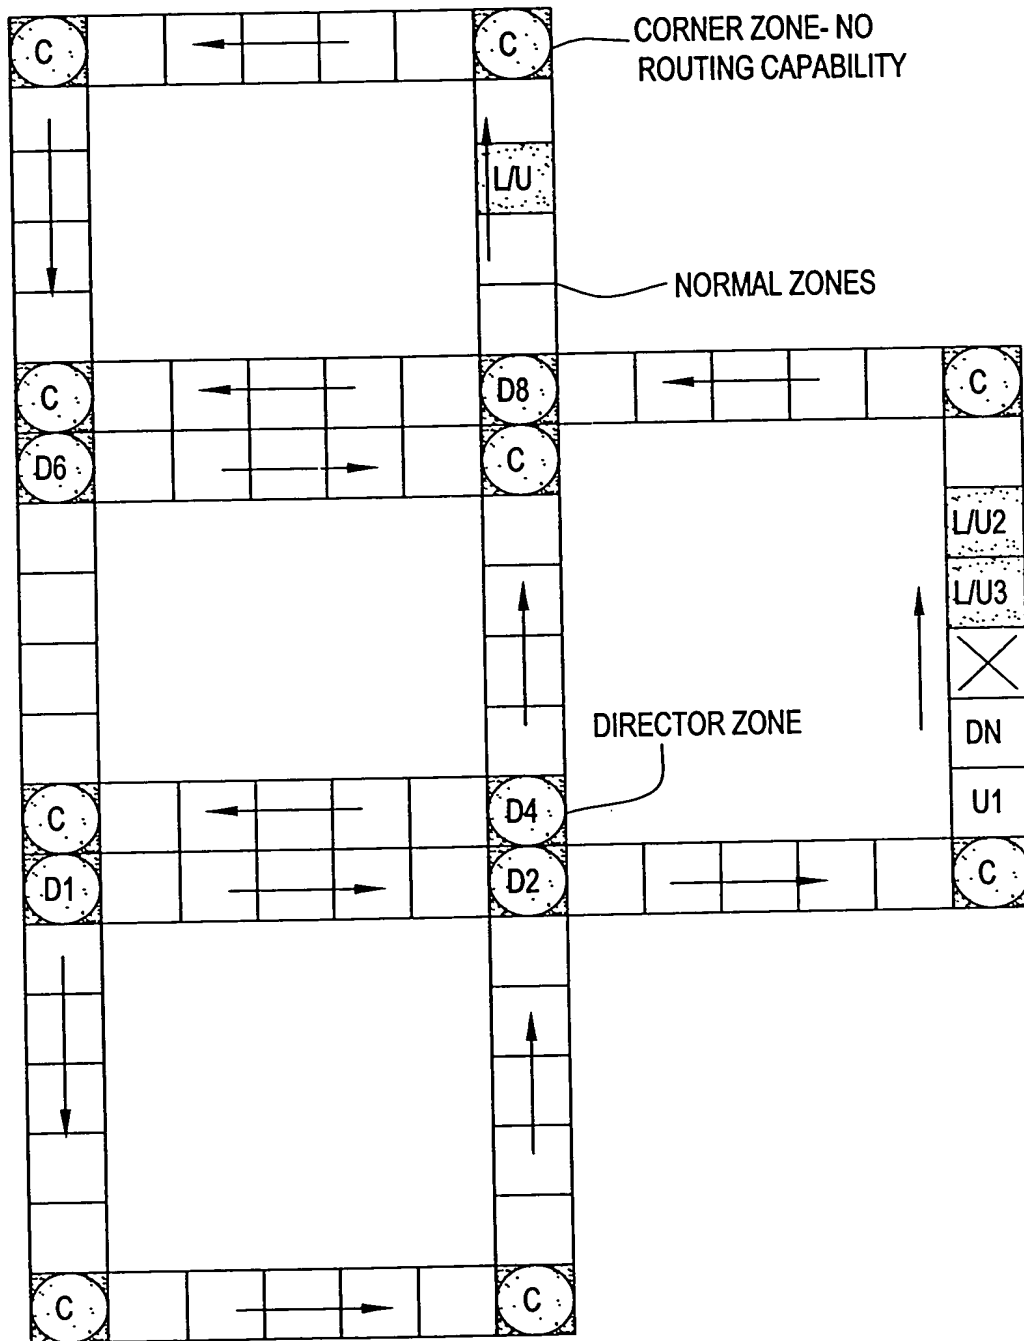 C
C
CORNER ZONE- NO
ROUTING CAPABILITY
L/U
NORMAL ZONES
C
D8
C
D6
C
L/U2
L/U3
DN
DIRECTOR ZONE
U1
C
D4
D1
D2
C
C
C